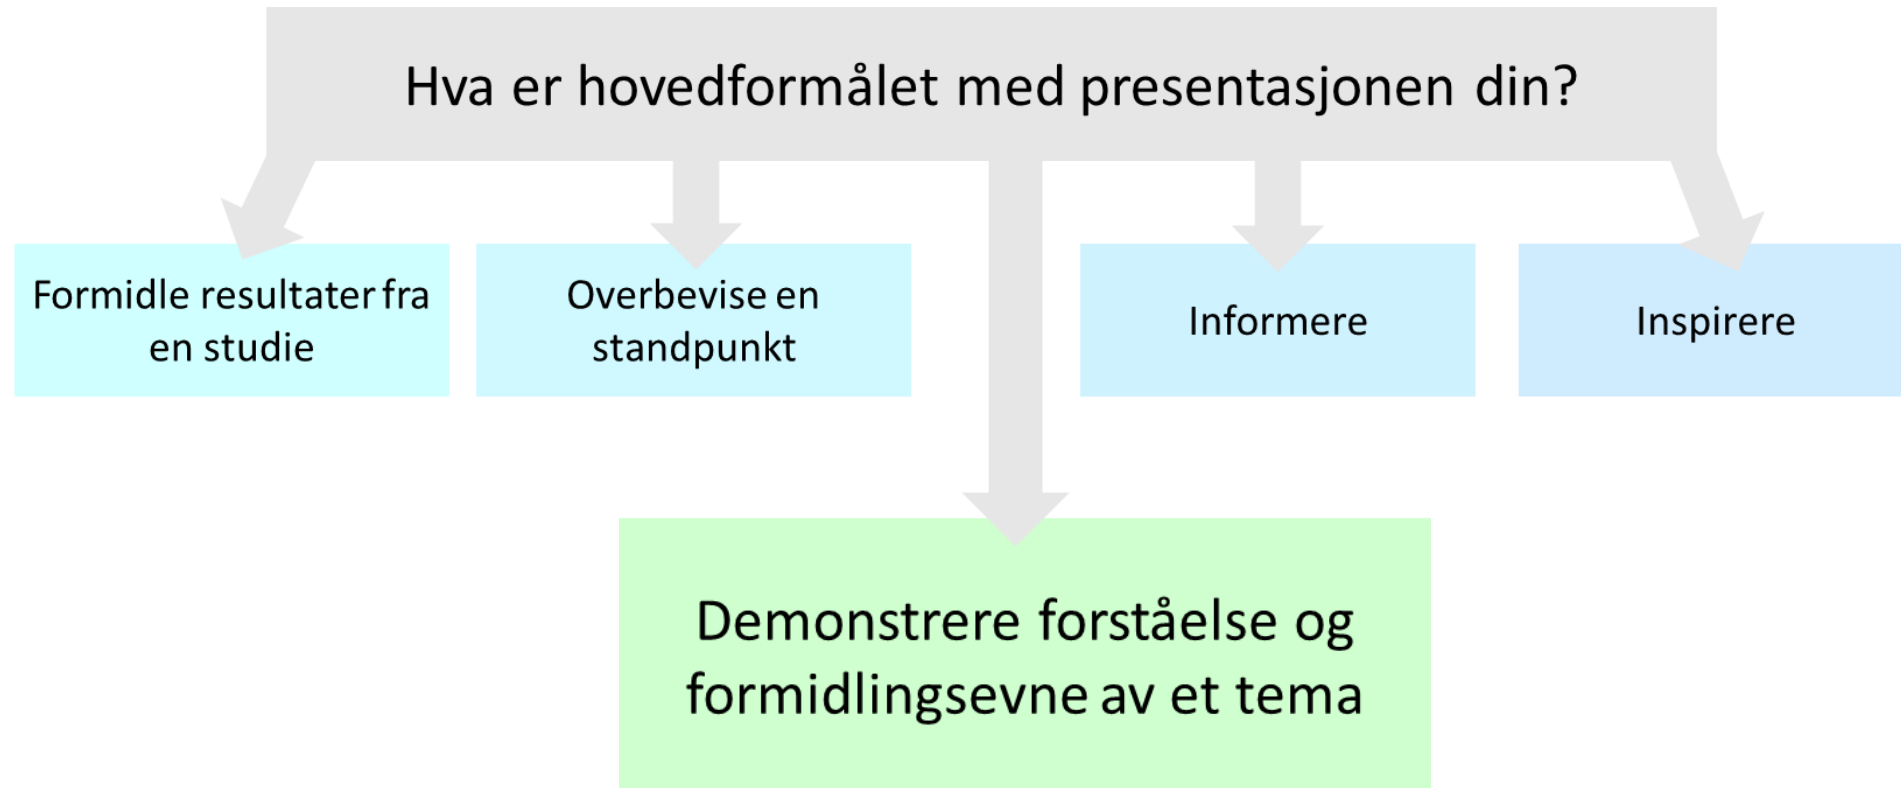 Hva er hovedformålet med presentasjonen din?
Formidle resultater fra
en studie
Overbevise en
standpunkt
Informere
Inspirere
Demonstrere forståelse og
formidlingsevne av et tema